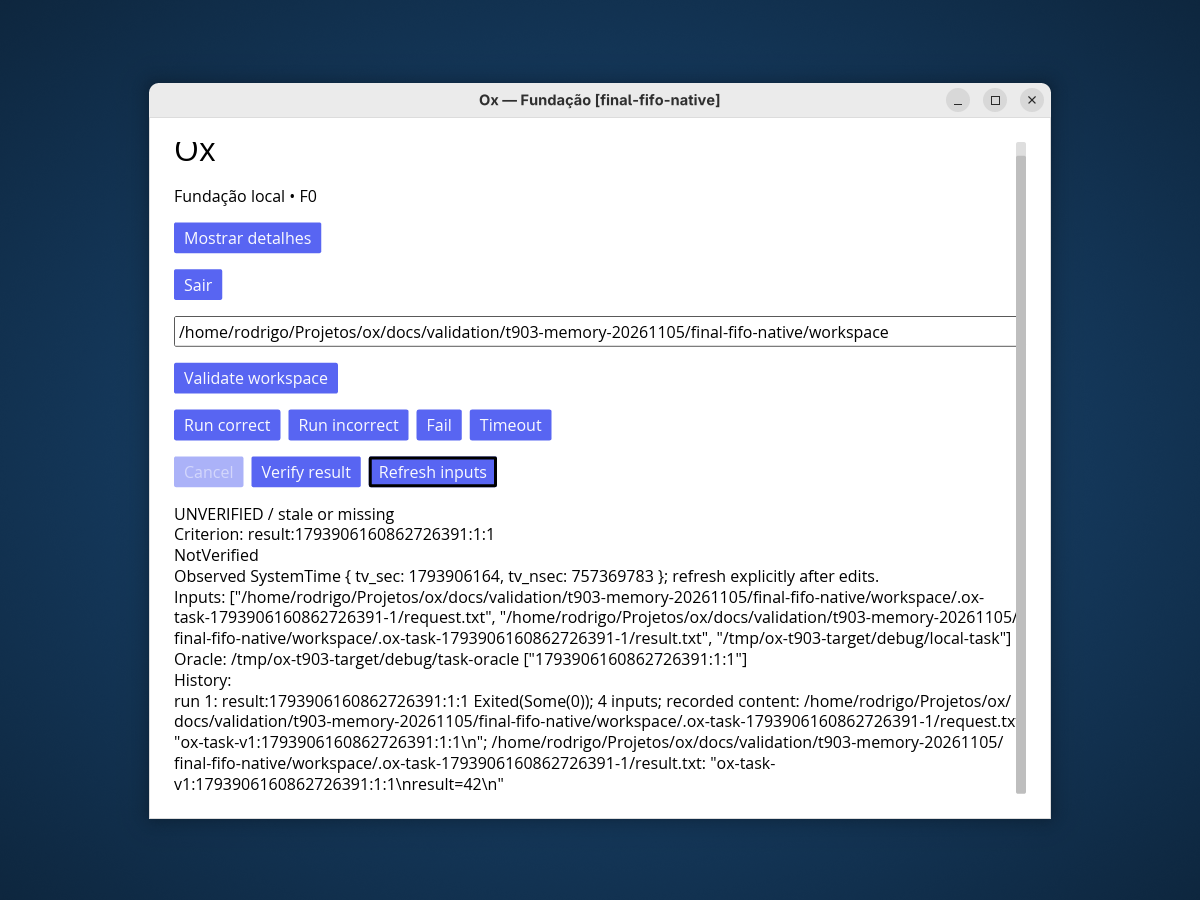 Ox — Fundação [final-fifo-native]
Ox
Fundação local • F0
Mostrar detalhes
Sair
/home/rodrigo/Projetos/ox/docs/validation/t903-memory-20261105/final-fifo-native/workspace
Validate workspace
Run correct Run incorrect Fail Timeout
Cancel Verify result Refresh inputs
UNVERIFIED / stale or missing
Criterion: result:1793906160862726391:1:1
NotVerified
Observed SystemTime { tv_sec: 1793906164, tv_nsec: 757369783 }; refresh explicitly after edits.
Inputs: ["/home/rodrigo/Projetos/ox/docs/validation/t903-memory-20261105/final-fifo-native/workspace/.ox-
task-1793906160862726391-1/request.txt", "/home/rodrigo/Projetos/ox/docs/validation/t903-memory-20261105/
final-fifo-native/workspace/.ox-task-1793906160862726391-1/result.txt", "/tmp/ox-t903-target/debug/local-task"]
Oracle: /tmp/ox-t903-target/debug/task-oracle ["1793906160862726391:1:1"]
History:
run 1: result:1793906160862726391:1:1 Exited(Some(0)); 4 inputs; recorded content: /home/rodrigo/Projetos/ox/
docs/validation/t903-memory-20261105/final-fifo-native/workspace/.ox-task-1793906160862726391-1/request.tx
"ox-task-v1:1793906160862726391:1:1\n"; /home/rodrigo/Projetos/ox/docs/validation/t903-memory-20261105/
final-fifo-native/workspace/.ox-task-1793906160862726391-1/result.txt: "ox-task-
v1:1793906160862726391:1:1\nresult=42\n"